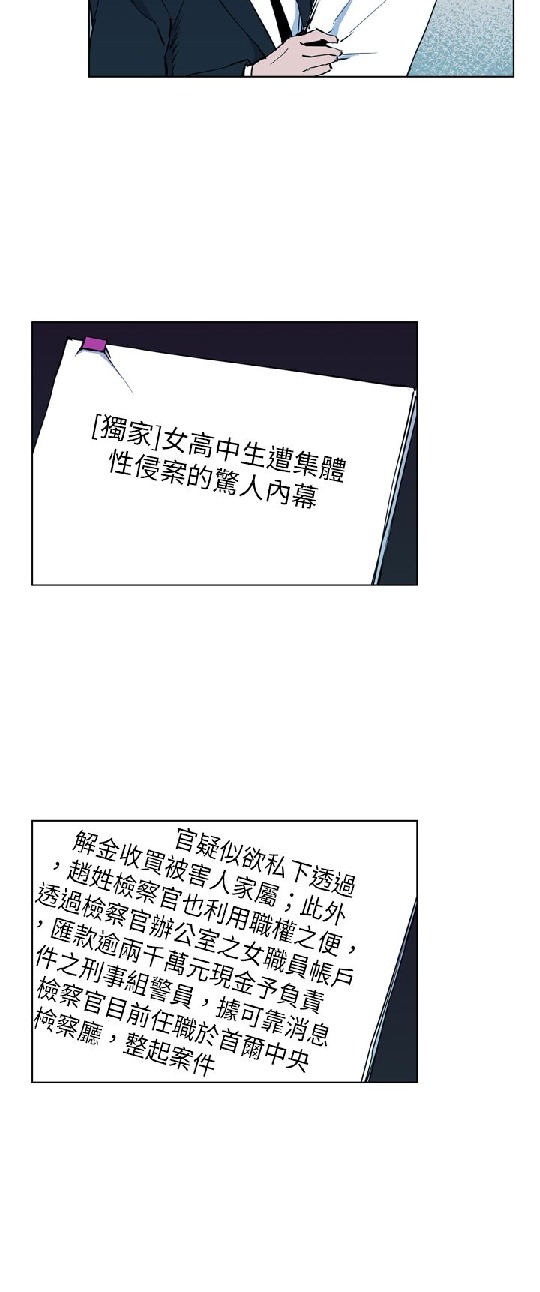 [獨家]女高中生遭集體
性侵案的驚人內幕
官疑似欲私下透過
解金收買被害人家屬；此外
，趙姓檢察官也利用職權之便，
透過檢察官辦公室之女職員帳戶
，匯款逾兩千萬元現金予負責
件之刑事組警員，據可靠消息
檢察官目前任職於首爾中央
檢察廳，整起案件